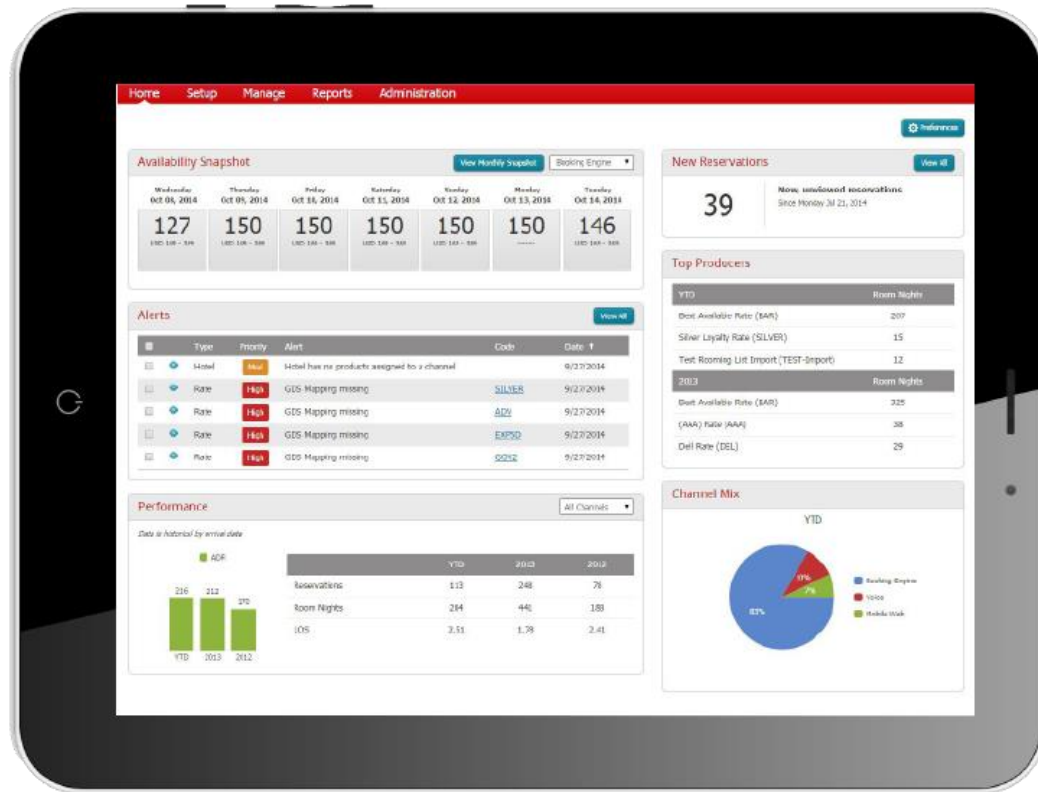 Home Setup Manage Reports Administration
Preferences
Availability Snapshot View Monthly Snapshot Booking Engine
Wednesday Thursday Friday Saturday Sunday Monday Tuesday
Oct 08, 2014 Oct 09, 2014 Oct 10, 2014 Oct 11, 2014 Oct 12, 2014 Oct 13, 2014 Oct 14, 2014
127 150 150 150 150 150 146
New Reservations View All
39
New, unviewed reservations
Since Monday Jul 21, 2014
Alerts View All
Type Priority Alert Code Date
Hotel Med Hotel has no products assigned to a channel 9/27/2014
Rate High GDS Mapping missing SILVER 9/27/2014
Rate High GDS Mapping missing ADV 9/27/2014
Rate High GDS Mapping missing 9/27/2014
Rate High GDS Mapping missing 9/27/2014
Top Producers
YTD Room Nights
Best Available Rate (BAR) 207
Silver Loyalty Rate (SILVER) 15
Test Rooming List Import (TEST-Import) 12
2013 Room Nights
Best Available Rate (BAR) 325
(AAA) Rate (AAA) 38
Dell Rate (DEL) 29
Performance All Channels
Data is historical by arrival date
ADR
216 212
YTD 2013 2012
YTD 2013 2012
Reservations 113 248 78
Room Nights 284 441 188
LOS 2.51 1.78 2.41
Channel Mix
YTD
83% 7%
Booking Engine
Voice
Mobile Web